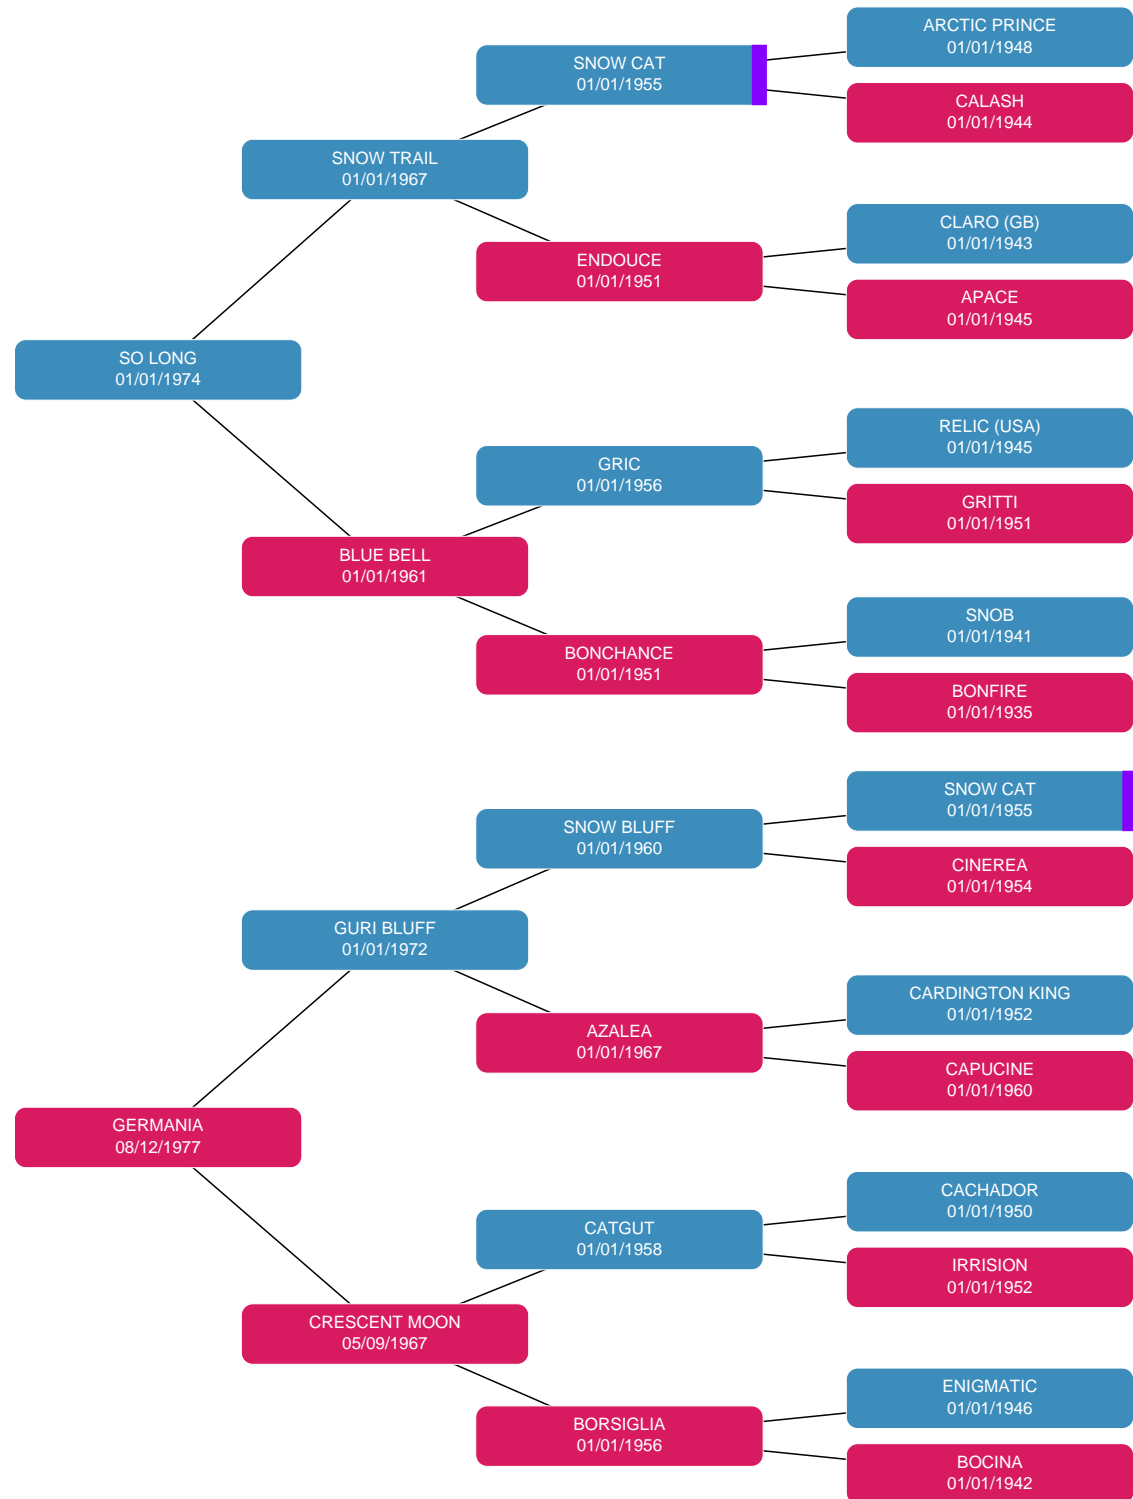 ARCTIC PRINCE
01/01/1948
SNOW CAT
01/01/1955
CALASH
01/01/1944
SNOW TRAIL
01/01/1967
CLARO (GB)
01/01/1943
ENDOUCE
01/01/1951
APACE
01/01/1945
SO LONG
01/01/1974
RELIC (USA)
01/01/1945
GRIC
01/01/1956
GRITTI
01/01/1951
BLUE BELL
01/01/1961
SNOB
01/01/1941
BONCHANCE
01/01/1951
BONFIRE
01/01/1935
SNOW CAT
01/01/1955
SNOW BLUFF
01/01/1960
CINEREA
01/01/1954
GURI BLUFF
01/01/1972
CARDINGTON KING
01/01/1952
AZALEA
01/01/1967
CAPUCINE
01/01/1960
GERMANIA
08/12/1977
CACHADOR
01/01/1950
CATGUT
01/01/1958
IRRISION
01/01/1952
CRESCENT MOON
05/09/1967
ENIGMATIC
01/01/1946
BORSIGLIA
01/01/1956
BOCINA
01/01/1942